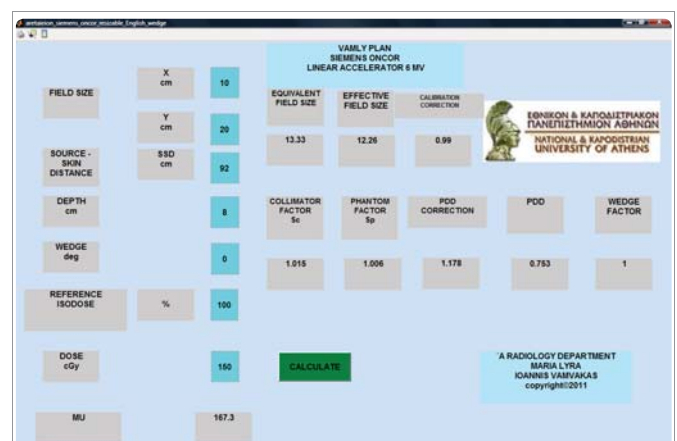 aretaieion_siemens_oncor_resizable_English_wedge
VAMLY PLAN
SIEMENS ONCOR
LINEAR ACCELERATOR 6 MV
FIELD SIZE
X
cm
10
Y
cm
20
SOURCE -
SKIN
DISTANCE
SSD
cm
92
DEPTH
cm
8
WEDGE
deg
0
REFERENCE
ISODOSE
%
100
DOSE
cGy
150
MU
167.3
EQUIVALENT
FIELD SIZE
EFFECTIVE
FIELD SIZE
CALIBRATION
CORRECTION
13.33
12.26
0.99
ΕΘΝΙΚΟΝ & ΚΑΠΟΔΙΣΤΡΙΑΚΟΝ
ΠΑΝΕΠΙΣΤΗΜΙΟΝ ΑΘΗΝΩΝ
NATIONAL & KAPODISTRIAN
UNIVERSITY OF ATHENS
COLLIMATOR
FACTOR
Sc
PHANTOM
FACTOR
Sp
PDD
CORRECTION
PDD
WEDGE
FACTOR
1.015
1.006
1.178
0.753
1
CALCULATE
A RADIOLOGY DEPARTMENT
MARIA LYRA
IOANNIS VAMVAKAS
copyright©2011